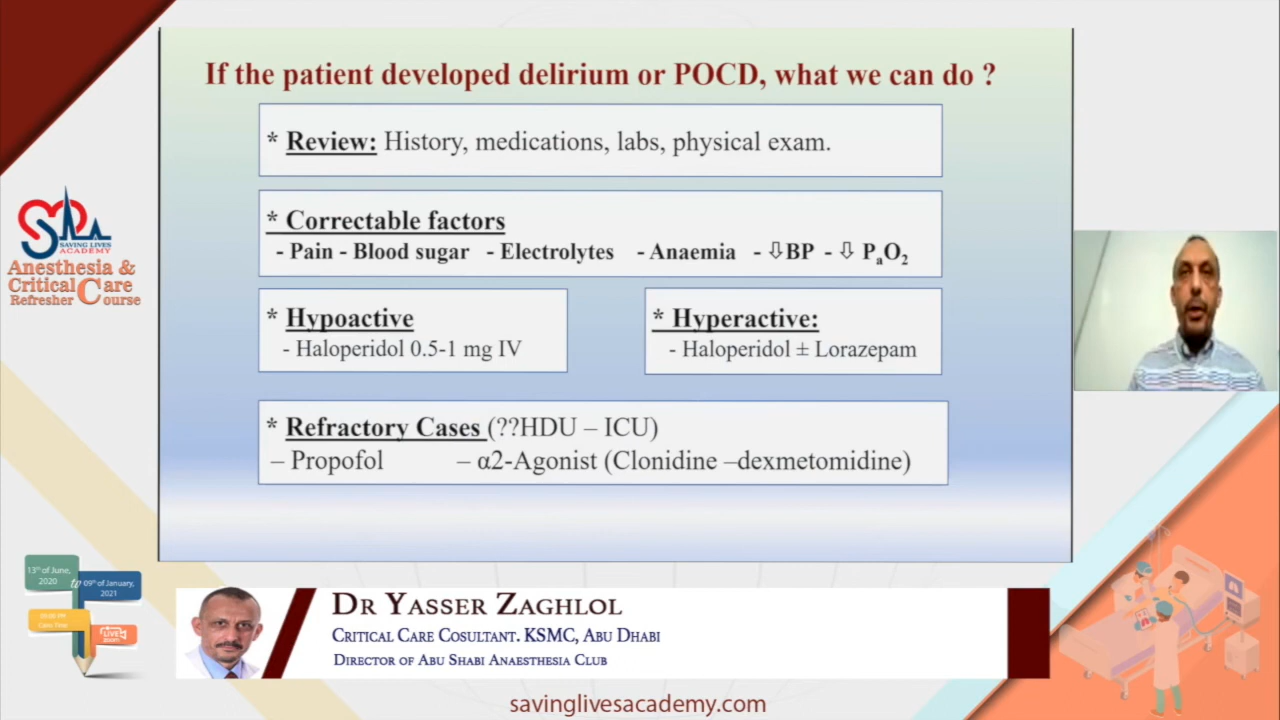 If the patient developed delirium or POCD, what we can do ?
* Review: History, medications, labs, physical exam.
* Correctable factors
- Pain - Blood sugar - Electrolytes - Anaemia - ⇩BP - ⇩ PaO2
* Hypoactive
- Haloperidol 0.5-1 mg IV
* Hyperactive:
- Haloperidol ± Lorazepam
* Refractory Cases (??HDU – ICU)
– Propofol – α2-Agonist (Clonidine –dexmetomidine)
SAVING LIVES
ACADEMY
Anesthesia &
Critical Care
Refresher Course
13th of June,
2020
to
09th of January,
2021
LIVE
DR YASSER ZAGHLOL
CRITICAL CARE COSULTANT. KSMC, ABU DHABI
DIRECTOR OF ABU SHABI ANAESTHESIA CLUB
savinglivesacademy.com